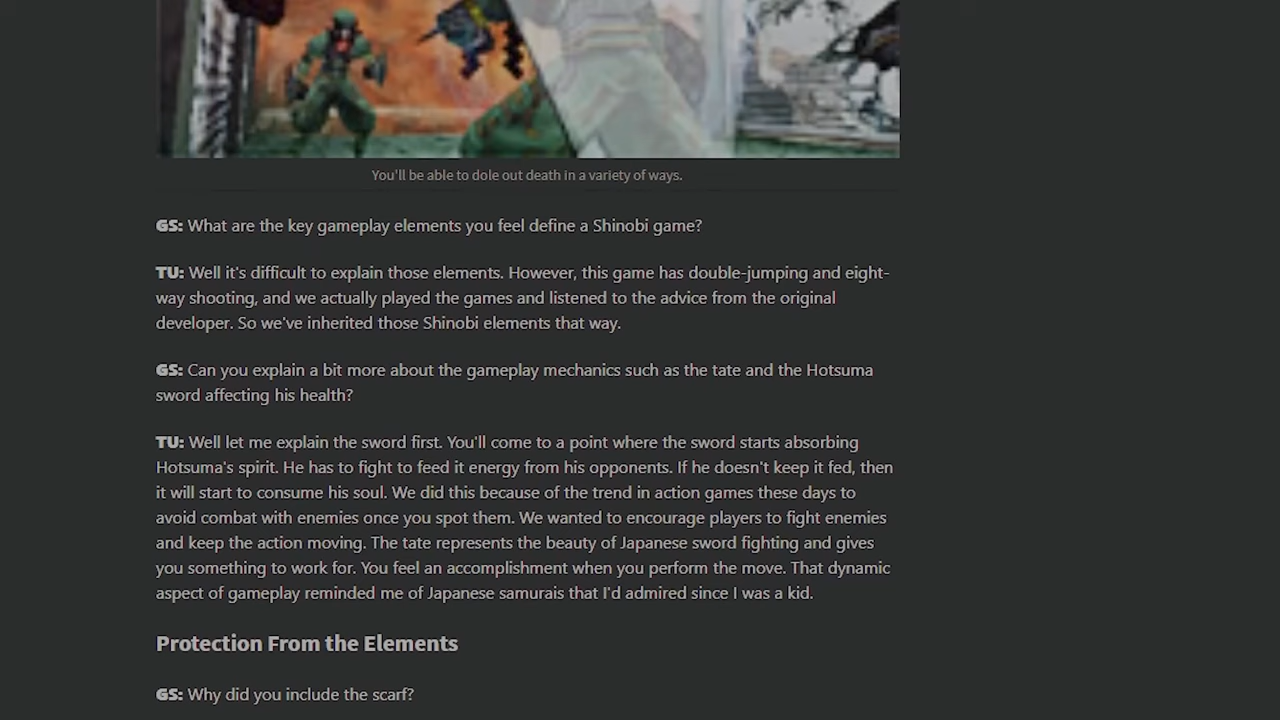 You'll be able to dole out death in a variety of ways.
GS: What are the key gameplay elements you feel define a Shinobi game?
TU: Well it's difficult to explain those elements. However, this game has double-jumping and eight-
way shooting, and we actually played the games and listened to the advice from the original
developer. So we've inherited those Shinobi elements that way.
GS: Can you explain a bit more about the gameplay mechanics such as the tate and the Hotsuma
sword affecting his health?
TU: Well let me explain the sword first. You'll come to a point where the sword starts absorbing
Hotsuma's spirit. He has to fight to feed it energy from his opponents. If he doesn't keep it fed, then
it will start to consume his soul. We did this because of the trend in action games these days to
avoid combat with enemies once you spot them. We wanted to encourage players to fight enemies
and keep the action moving. The tate represents the beauty of Japanese sword fighting and gives
you something to work for. You feel an accomplishment when you perform the move. That dynamic
aspect of gameplay reminded me of Japanese samurais that I'd admired since I was a kid.
Protection From the Elements
GS: Why did you include the scarf?